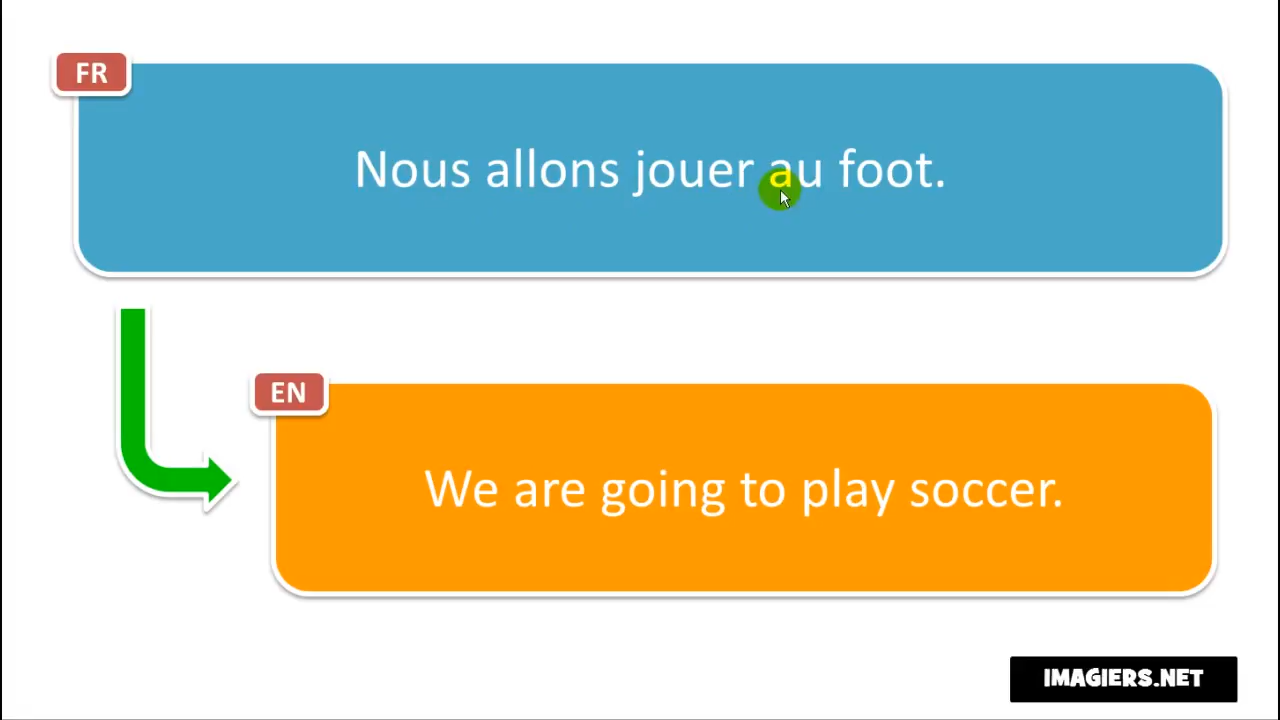 FR
Nous allons jouer au foot.
EN
We are going to play soccer.
IMAGIERS.NET